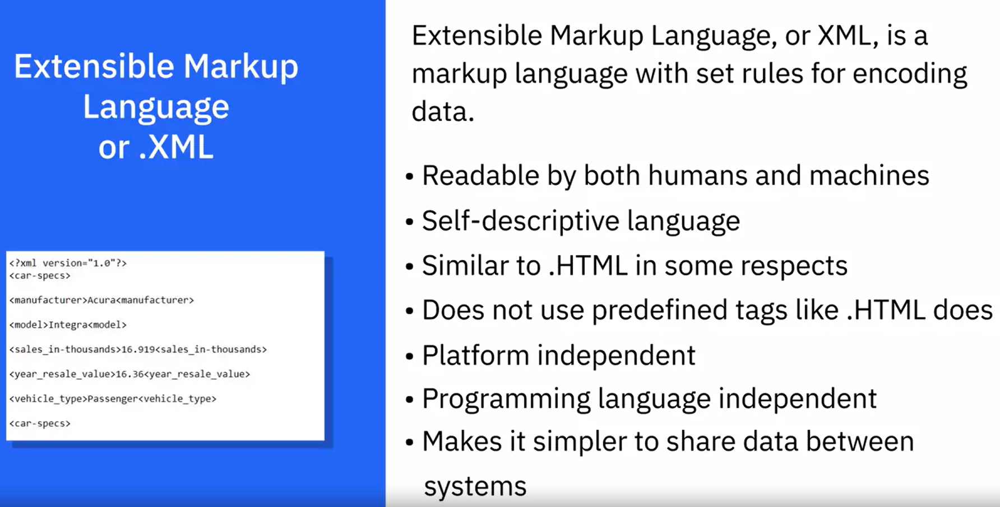 Extensible Markup
Language
or .XML
<?xml version="1.0"?>
<car-specs>
<manufacturer>Acura<manufacturer>
<model>Integra<model>
<sales_in-thousands>16.919<sales_in-thousands>
<year_resale_value>16.36<year_resale_value>
<vehicle_type>Passenger<vehicle_type>
<car-specs>
Extensible Markup Language, or XML, is a
markup language with set rules for encoding
data.
• Readable by both humans and machines
• Self-descriptive language
• Similar to .HTML in some respects
• Does not use predefined tags like .HTML does
• Platform independent
• Programming language independent
• Makes it simpler to share data between
systems